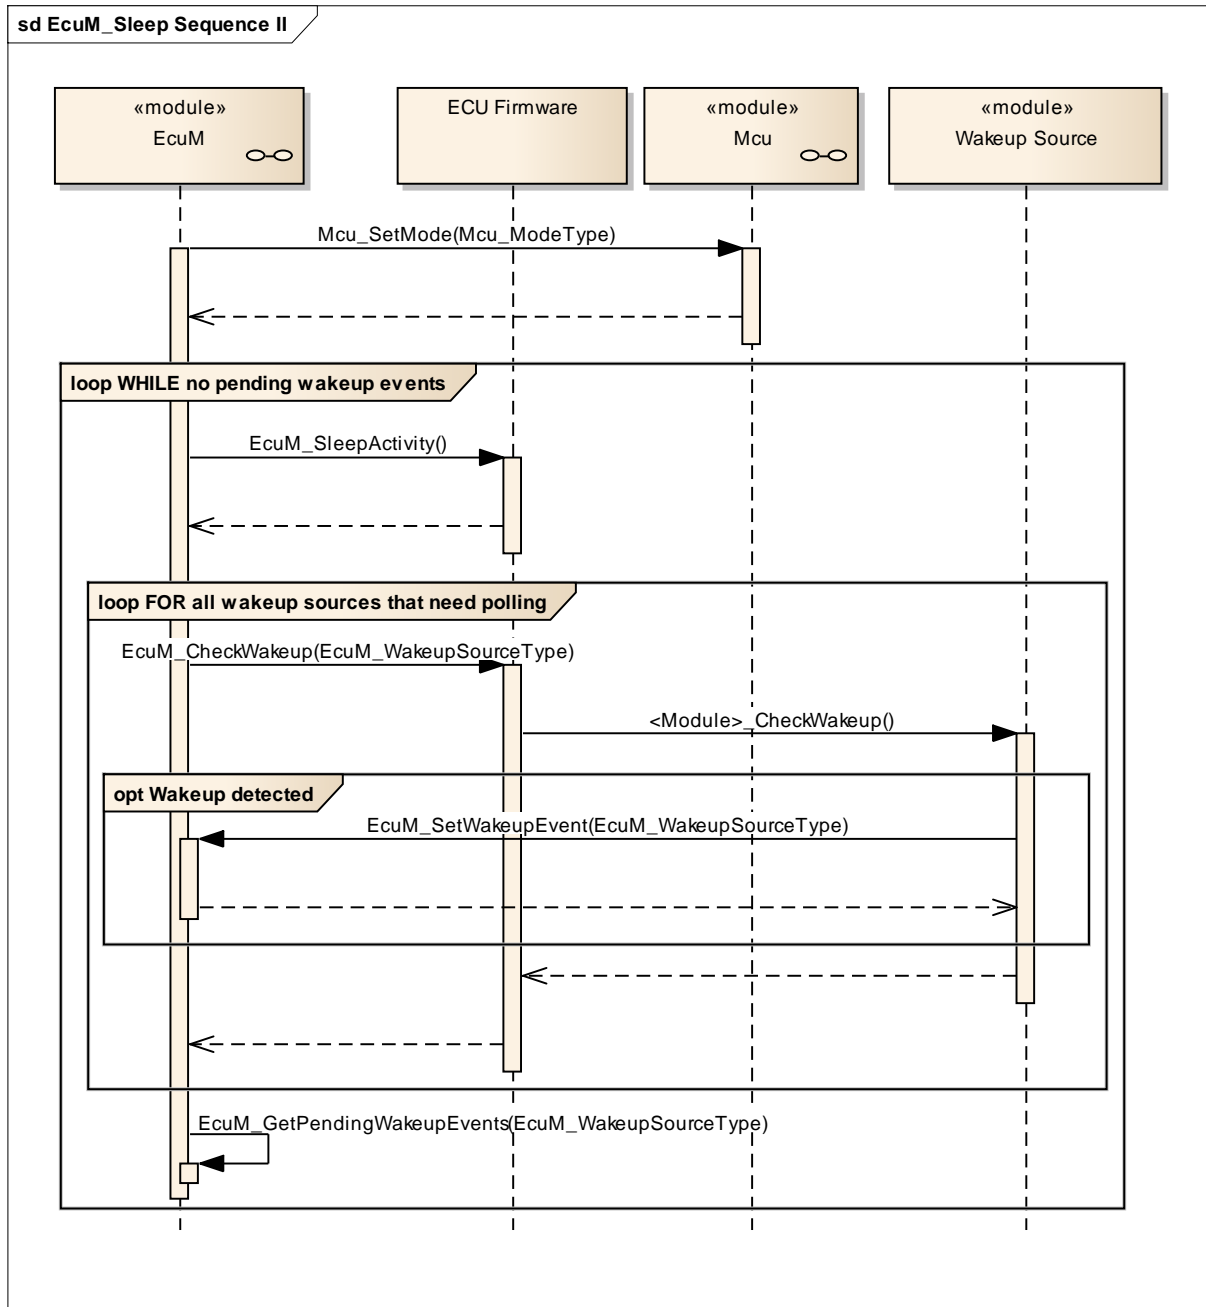 sd EcuM_Sleep Sequence II
«module»
EcuM
ECU Firmware
«module»
Mcu
«module»
Wakeup Source
Mcu_SetMode(Mcu_ModeType)
loop WHILE no pending wakeup events
EcuM_SleepActivity()
loop FOR all wakeup sources that need polling
EcuM_CheckWakeup(EcuM_WakeupSourceType)
<Module>_CheckWakeup()
opt Wakeup detected
EcuM_SetWakeupEvent(EcuM_WakeupSourceType)
EcuM_GetPendingWakeupEvents(EcuM_WakeupSourceType)